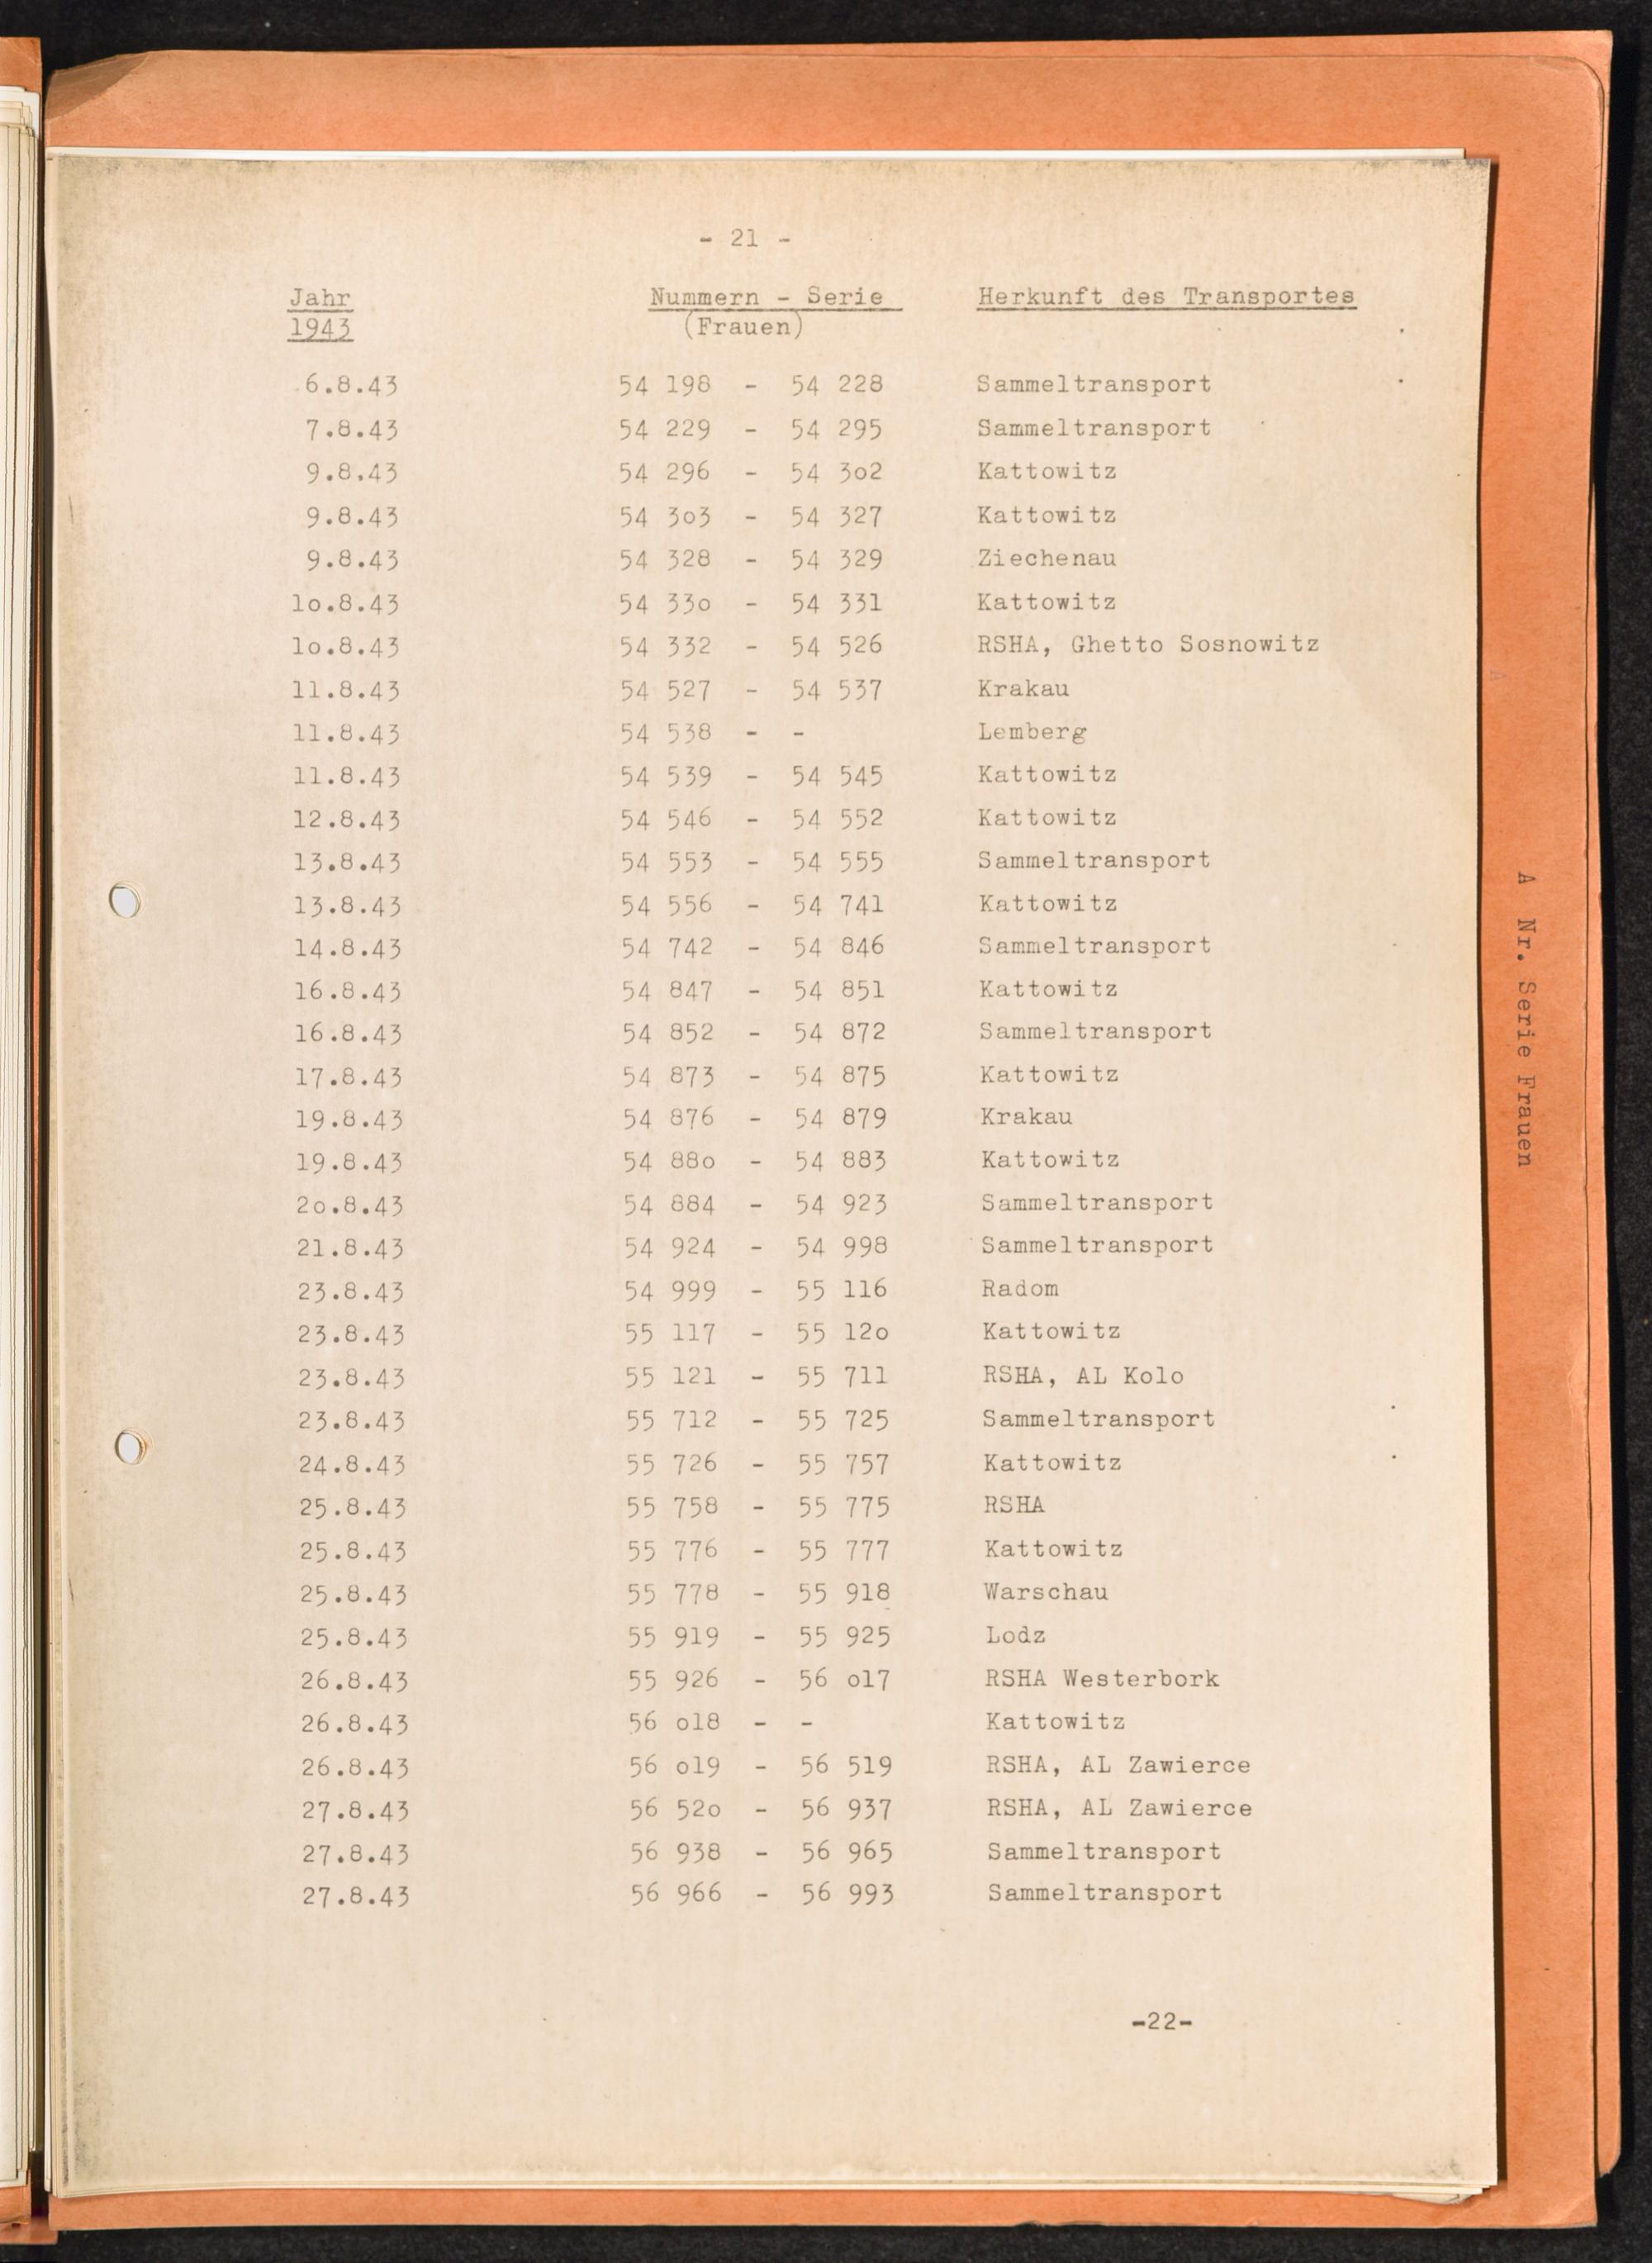 - 21 -
Jahr Nummern - Serie Herkunft des Transportes
1943 (Frauen)
6.8.43 54 198 - 54 228 Sammeltransport
7.8.43 54 229 - 54 295 Sammeltransport
9.8.43 54 296 - 54 3o2 Kattowitz
9.8.43 54 3o3 - 54 327 Kattowitz
9.8.43 54 328 - 54 329 Ziechenau
lo.8.43 54 33o - 54 331 Kattowitz
lo.8.43 54 332 - 54 526 RSHA, Ghetto Sosnowitz
11.8.43 54 527 - 54 537 Krakau
11.8.43 54 538 - - Lemberg
11.8.43 54 539 - 54 545 Kattowitz
12.8.43 54 546 - 54 552 Kattowitz
13.8.43 54 553 - 54 555 Sammeltransport
13.8.43 54 556 - 54 741 Kattowitz
14.8.43 54 742 - 54 846 Sammeltransport
16.8.43 54 847 - 54 851 Kattowitz
16.8.43 54 852 - 54 872 Sammeltransport
17.8.43 54 873 - 54 875 Kattowitz
19.8.43 54 876 - 54 879 Krakau
19.8.43 54 88o - 54 883 Kattowitz
2o.8.43 54 884 - 54 923 Sammeltransport
21.8.43 54 924 - 54 998 Sammeltransport
23.8.43 54 999 - 55 116 Radom
23.8.43 55 117 - 55 12o Kattowitz
23.8.43 55 121 - 55 711 RSHA, AL Kolo
23.8.43 55 712 - 55 725 Sammeltransport
24.8.43 55 726 - 55 757 Kattowitz
25.8.43 55 758 - 55 775 RSHA
25.8.43 55 776 - 55 777 Kattowitz
25.8.43 55 778 - 55 918 Warschau
25.8.43 55 919 - 55 925 Lodz
26.8.43 55 926 - 56 o17 RSHA Westerbork
26.8.43 56 o18 - - Kattowitz
26.8.43 56 o19 - 56 519 RSHA, AL Zawierce
27.8.43 56 52o - 56 937 RSHA, AL Zawierce
27.8.43 56 938 - 56 965 Sammeltransport
27.8.43 56 966 - 56 993 Sammeltransport
-22-
A Nr. Serie Frauen